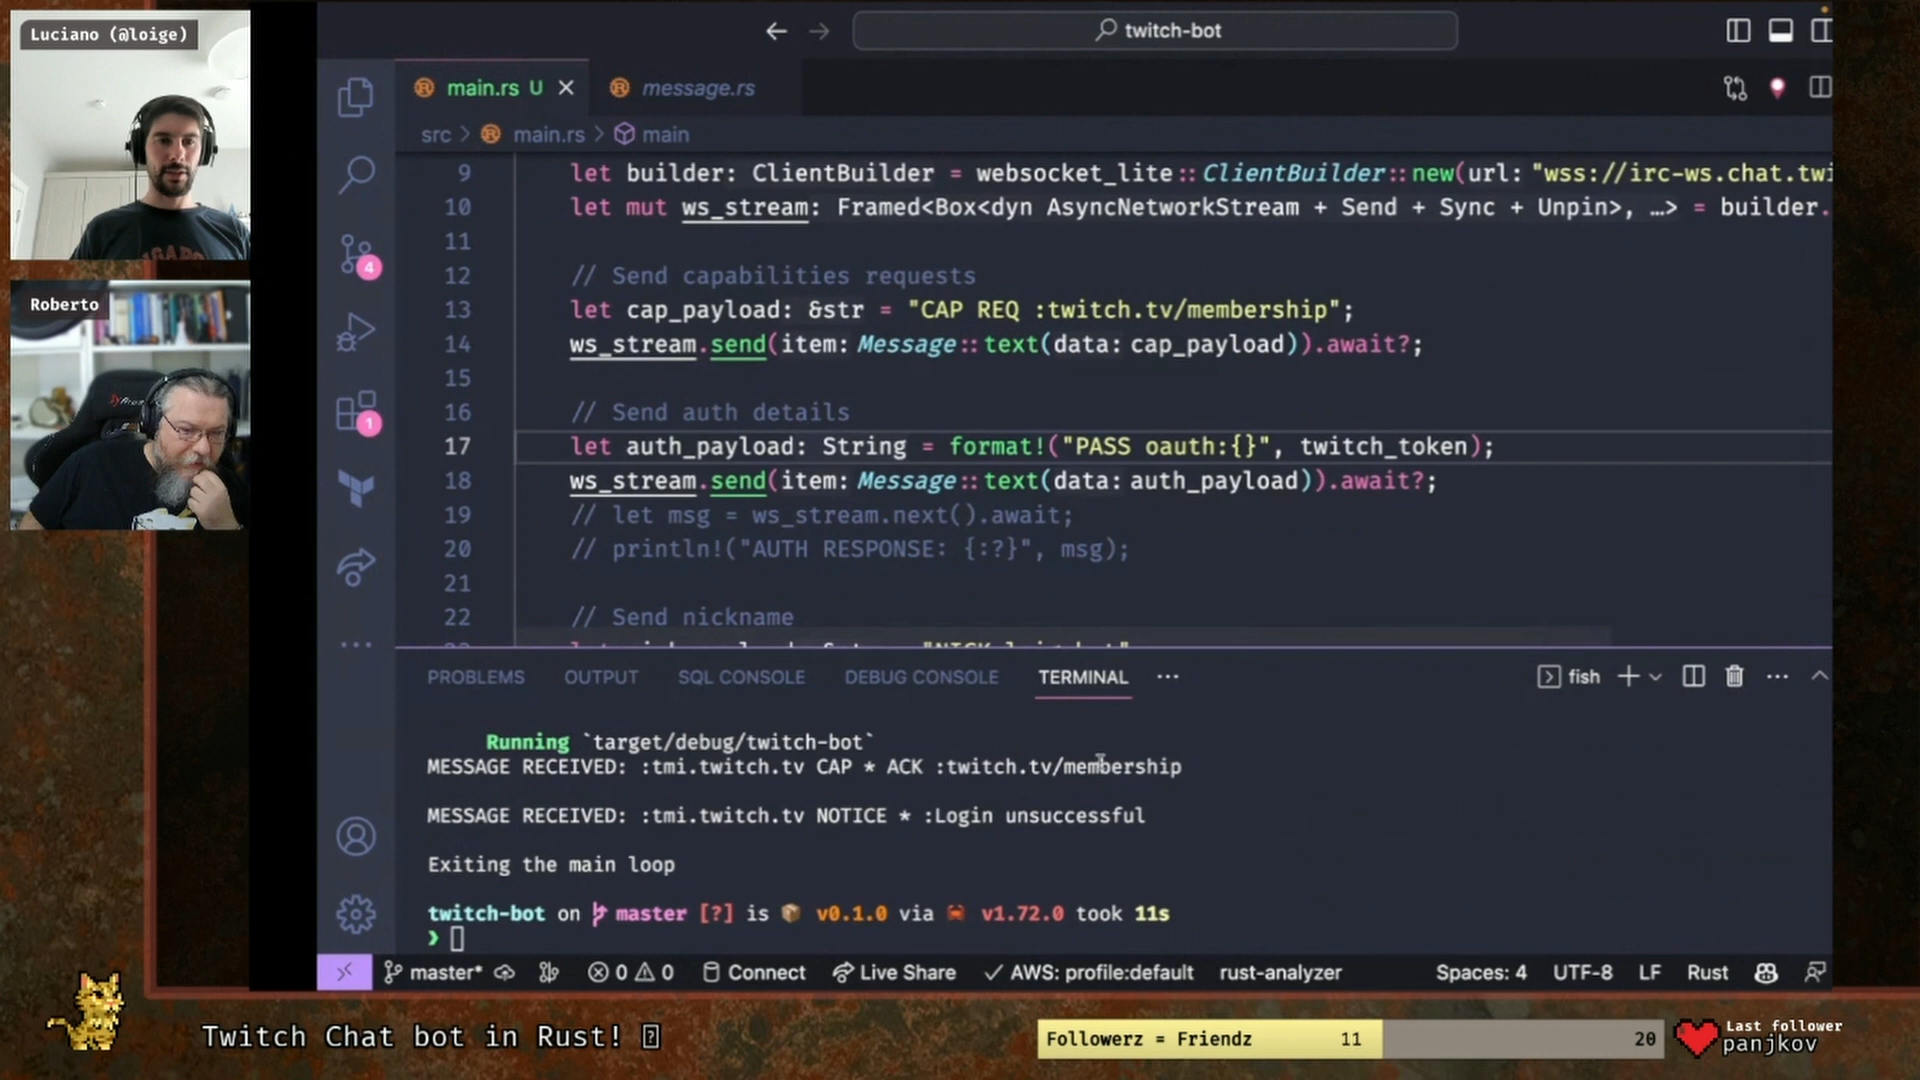 Luciano (@loige)
Roberto
twitch-bot
main.rs U
message.rs
src > main.rs > main
9 let builder: ClientBuilder = websocket_lite::ClientBuilder::new(url: "wss://irc-ws.chat.twi
10 let mut ws_stream: Framed<Box<dyn AsyncNetworkStream + Send + Sync + Unpin>, …> = builder.
11
12 // Send capabilities requests
13 let cap_payload: &str = "CAP REQ :twitch.tv/membership";
14 ws_stream.send(item: Message::text(data: cap_payload)).await?;
15
16 // Send auth details
17 let auth_payload: String = format!("PASS oauth:{}", twitch_token);
18 ws_stream.send(item: Message::text(data: auth_payload)).await?;
19 // let msg = ws_stream.next().await;
20 // println!("AUTH RESPONSE: {:?}", msg);
21
22 // Send nickname
4
1
PROBLEMS OUTPUT SQL CONSOLE DEBUG CONSOLE TERMINAL ··· fish
Running `target/debug/twitch-bot`
MESSAGE RECEIVED: :tmi.twitch.tv CAP * ACK :twitch.tv/membership
MESSAGE RECEIVED: :tmi.twitch.tv NOTICE * :Login unsuccessful
Exiting the main loop
twitch-bot on master [?] is v0.1.0 via v1.72.0 took 11s
❯
master* 0 0 Connect Live Share AWS: profile:default rust-analyzer Spaces: 4 UTF-8 LF Rust
Twitch Chat bot in Rust!
Followerz = Friendz 11 20
Last follower
panjkov